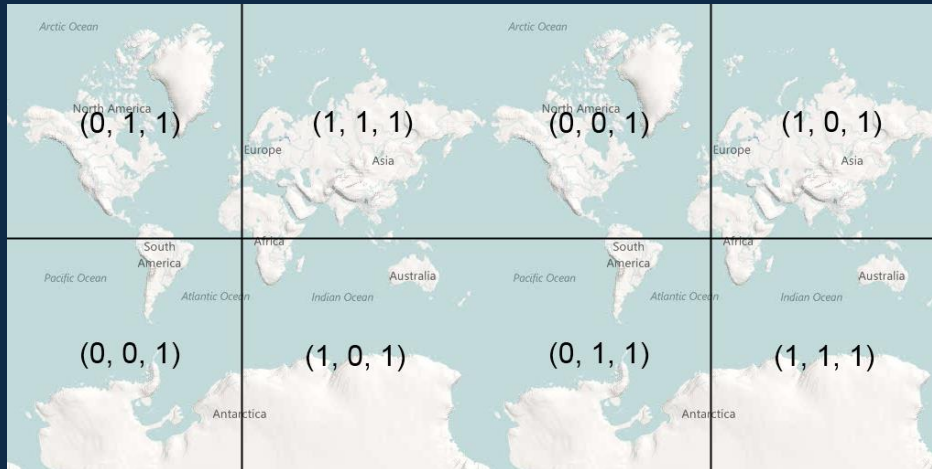 Arctic Ocean
North America
(0, 1, 1)
(1, 1, 1)
Europe
Asia
Africa
South
America
Pacific Ocean
Atlantic Ocean
Indian Ocean
Australia
(0, 0, 1)
(1, 0, 1)
Antarctica
Arctic Ocean
North America
(0, 0, 1)
(1, 0, 1)
Europe
Asia
Africa
South
America
Pacific Ocean
Atlantic Ocean
Indian Ocean
Australia
(0, 1, 1)
(1, 1, 1)
Antarctica